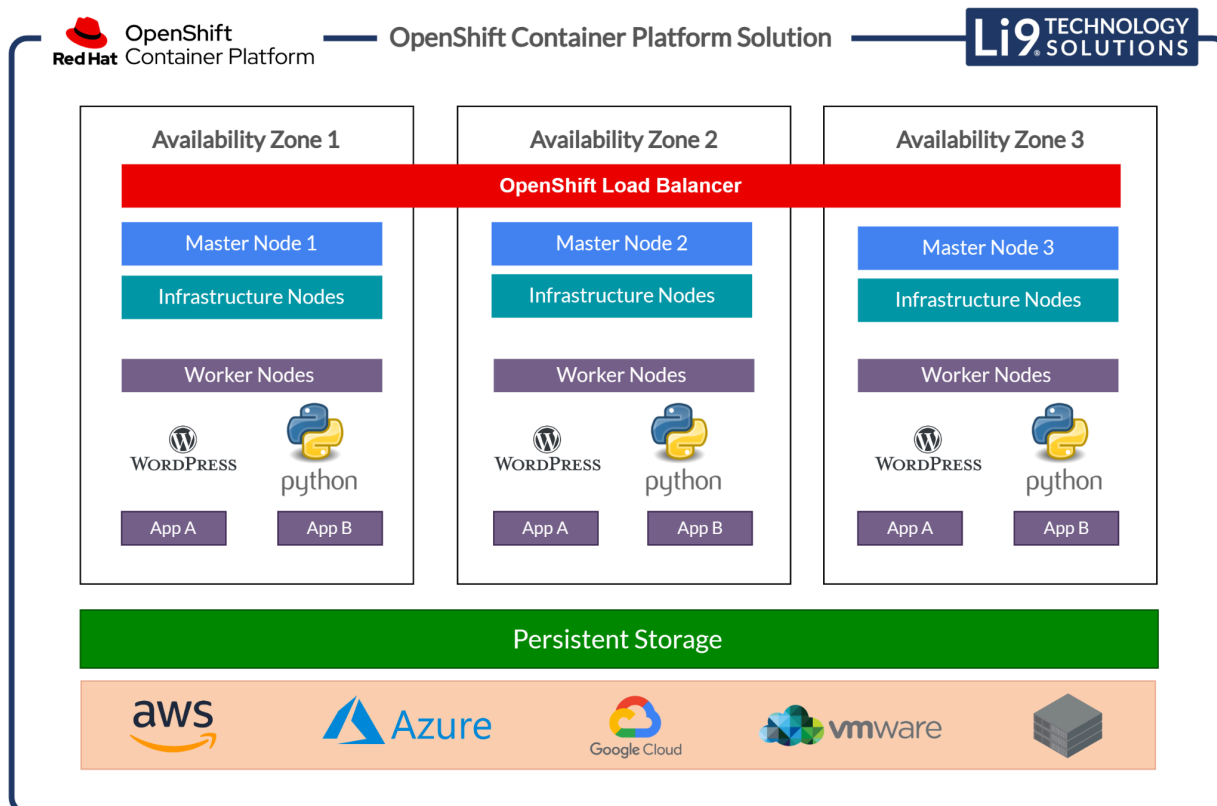 OpenShift
Red Hat Container Platform
OpenShift Container Platform Solution
Li9® TECHNOLOGY
SOLUTIONS
Availability Zone 1
Availability Zone 2
Availability Zone 3
OpenShift Load Balancer
Master Node 1
Master Node 2
Master Node 3
Infrastructure Nodes
Infrastructure Nodes
Infrastructure Nodes
Worker Nodes
Worker Nodes
Worker Nodes
WORDPRESS
python
WORDPRESS
python
WORDPRESS
python
App A
App B
App A
App B
App A
App B
Persistent Storage
aws
Azure
Google Cloud
vmware